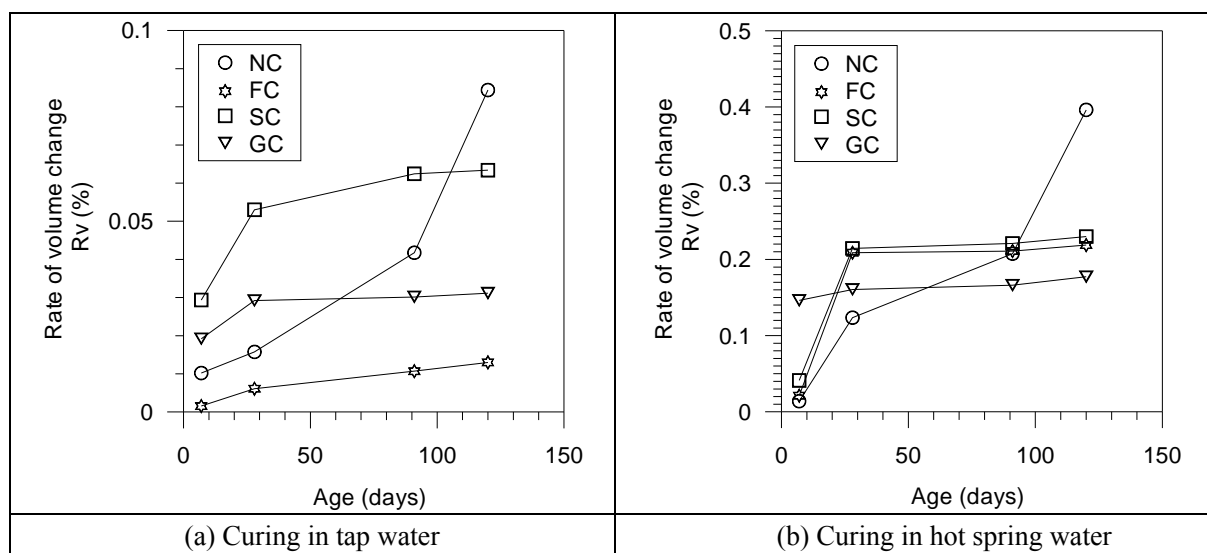 0.1
0.05
0
Rate of volume change
Rv (%)
NC
FC
SC
GC
0 50 100 150
Age (days)
(a) Curing in tap water
0.5
0.4
0.3
0.2
0.1
0
Rate of volume change
Rv (%)
NC
FC
SC
GC
0 50 100 150
Age (days)
(b) Curing in hot spring water